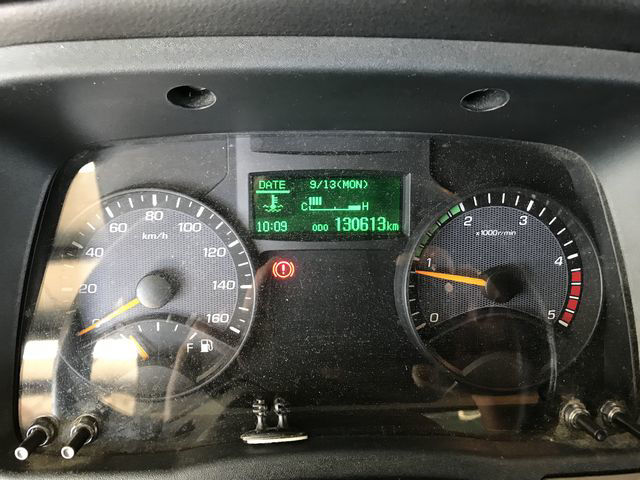 DATE 9/13(MON)
C H
10:09 ODO 130613km
0 40 60 80 100 120 140 160
km/h
F
0 1 2 3 4 5
x1000r/min